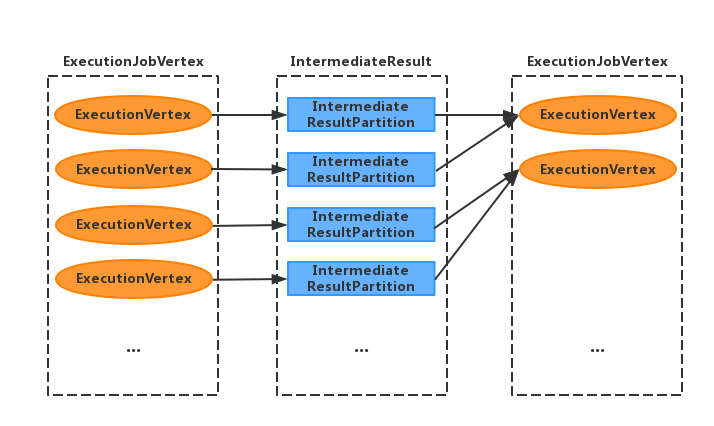 ExecutionJobVertex
IntermediateResult
ExecutionJobVertex
ExecutionVertex
Intermediate
ResultPartition
ExecutionVertex
ExecutionVertex
Intermediate
ResultPartition
ExecutionVertex
ExecutionVertex
Intermediate
ResultPartition
ExecutionVertex
Intermediate
ResultPartition
...
...
...